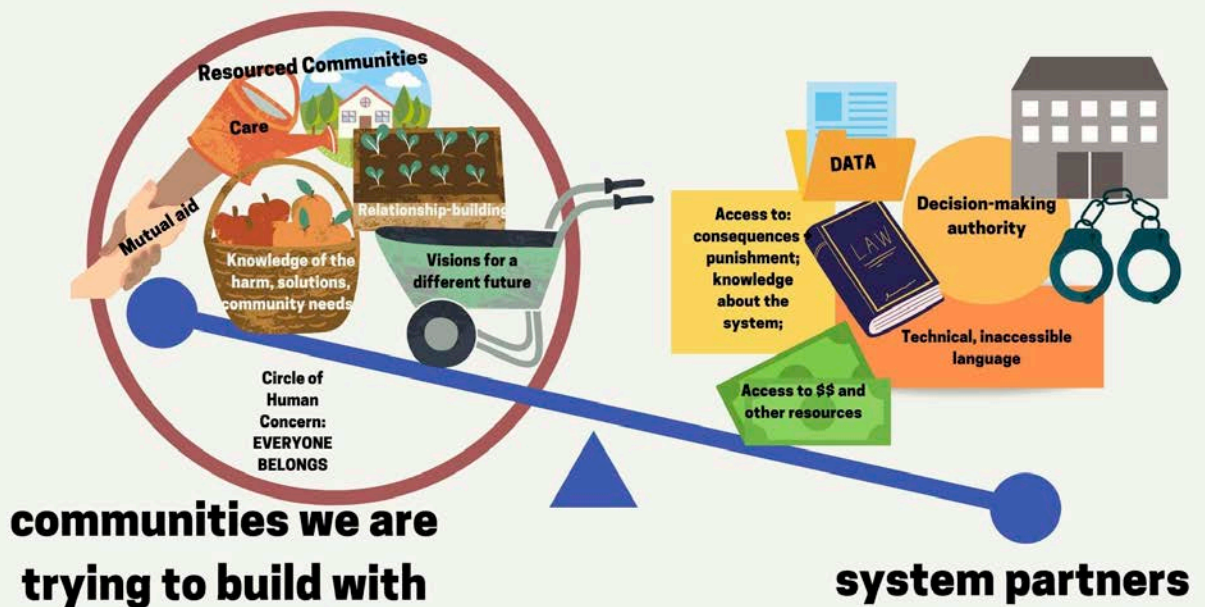 Resourced Communities
Care
Mutual aid
Relationship-building
Knowledge of the
harm, solutions,
community needs
Visions for a
different future
Circle of
Human
Concern:
EVERYONE
BELONGS
communities we are
trying to build with
DATA
Access to:
consequences
punishment;
knowledge
about the
system;
LAW
Decision-making
authority
Technical, inaccessible
language
Access to $$ and
other resources
system partners